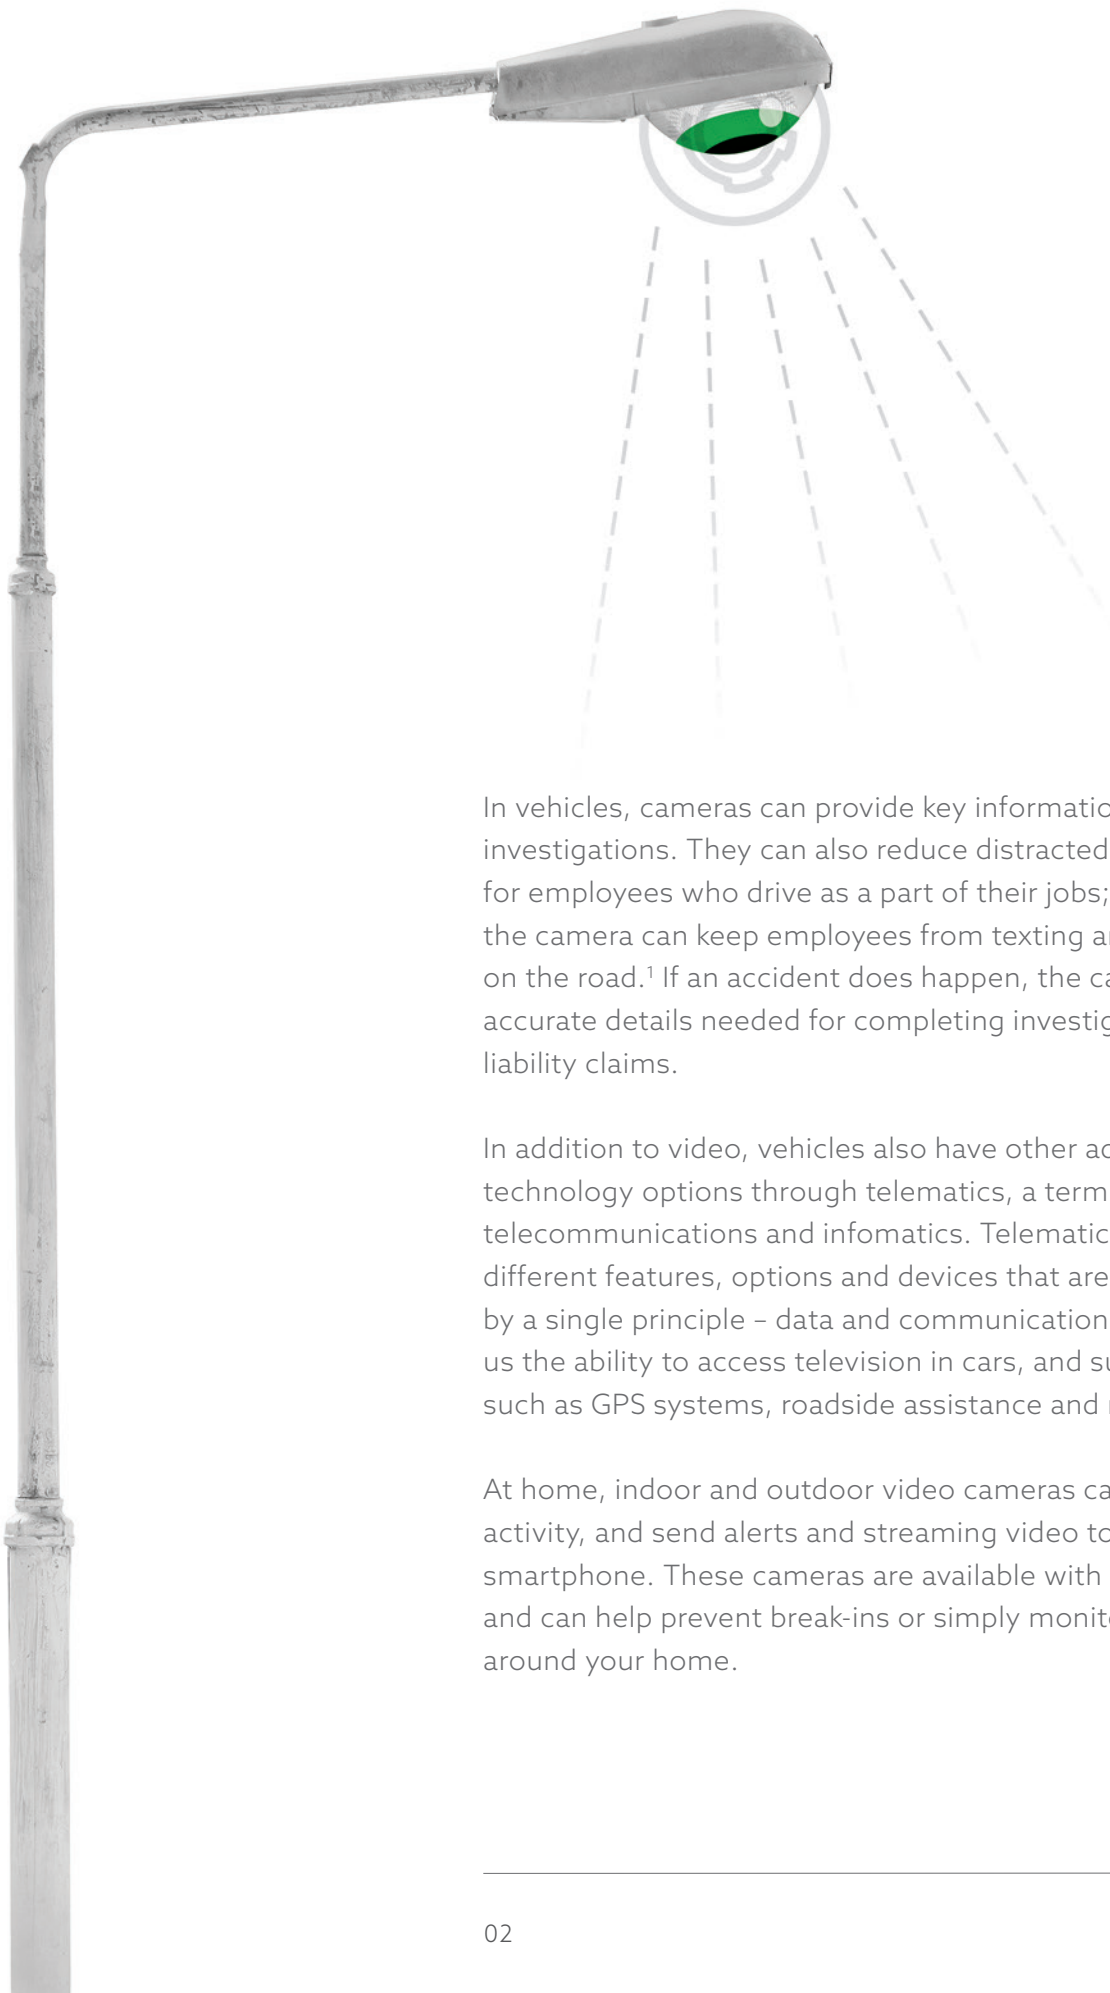 In vehicles, cameras can provide key
investigations. They can also reduce distracted
for employees who drive as a part of their jobs;
the camera can keep employees from texting
on the road.¹ If an accident does happen, the
accurate details needed for completing
liability claims.
In addition to video, vehicles also have other
technology options through telematics, a term
telecommunications and infomatics.
different features, options and devices that are
by a single principle – data and communication
us the ability to access television in cars, and
such as GPS systems, roadside assistance and
At home, indoor and outdoor video cameras
activity, and send alerts and streaming video to
smartphone. These cameras are available with
and can help prevent break-ins or simply
around your home.
02